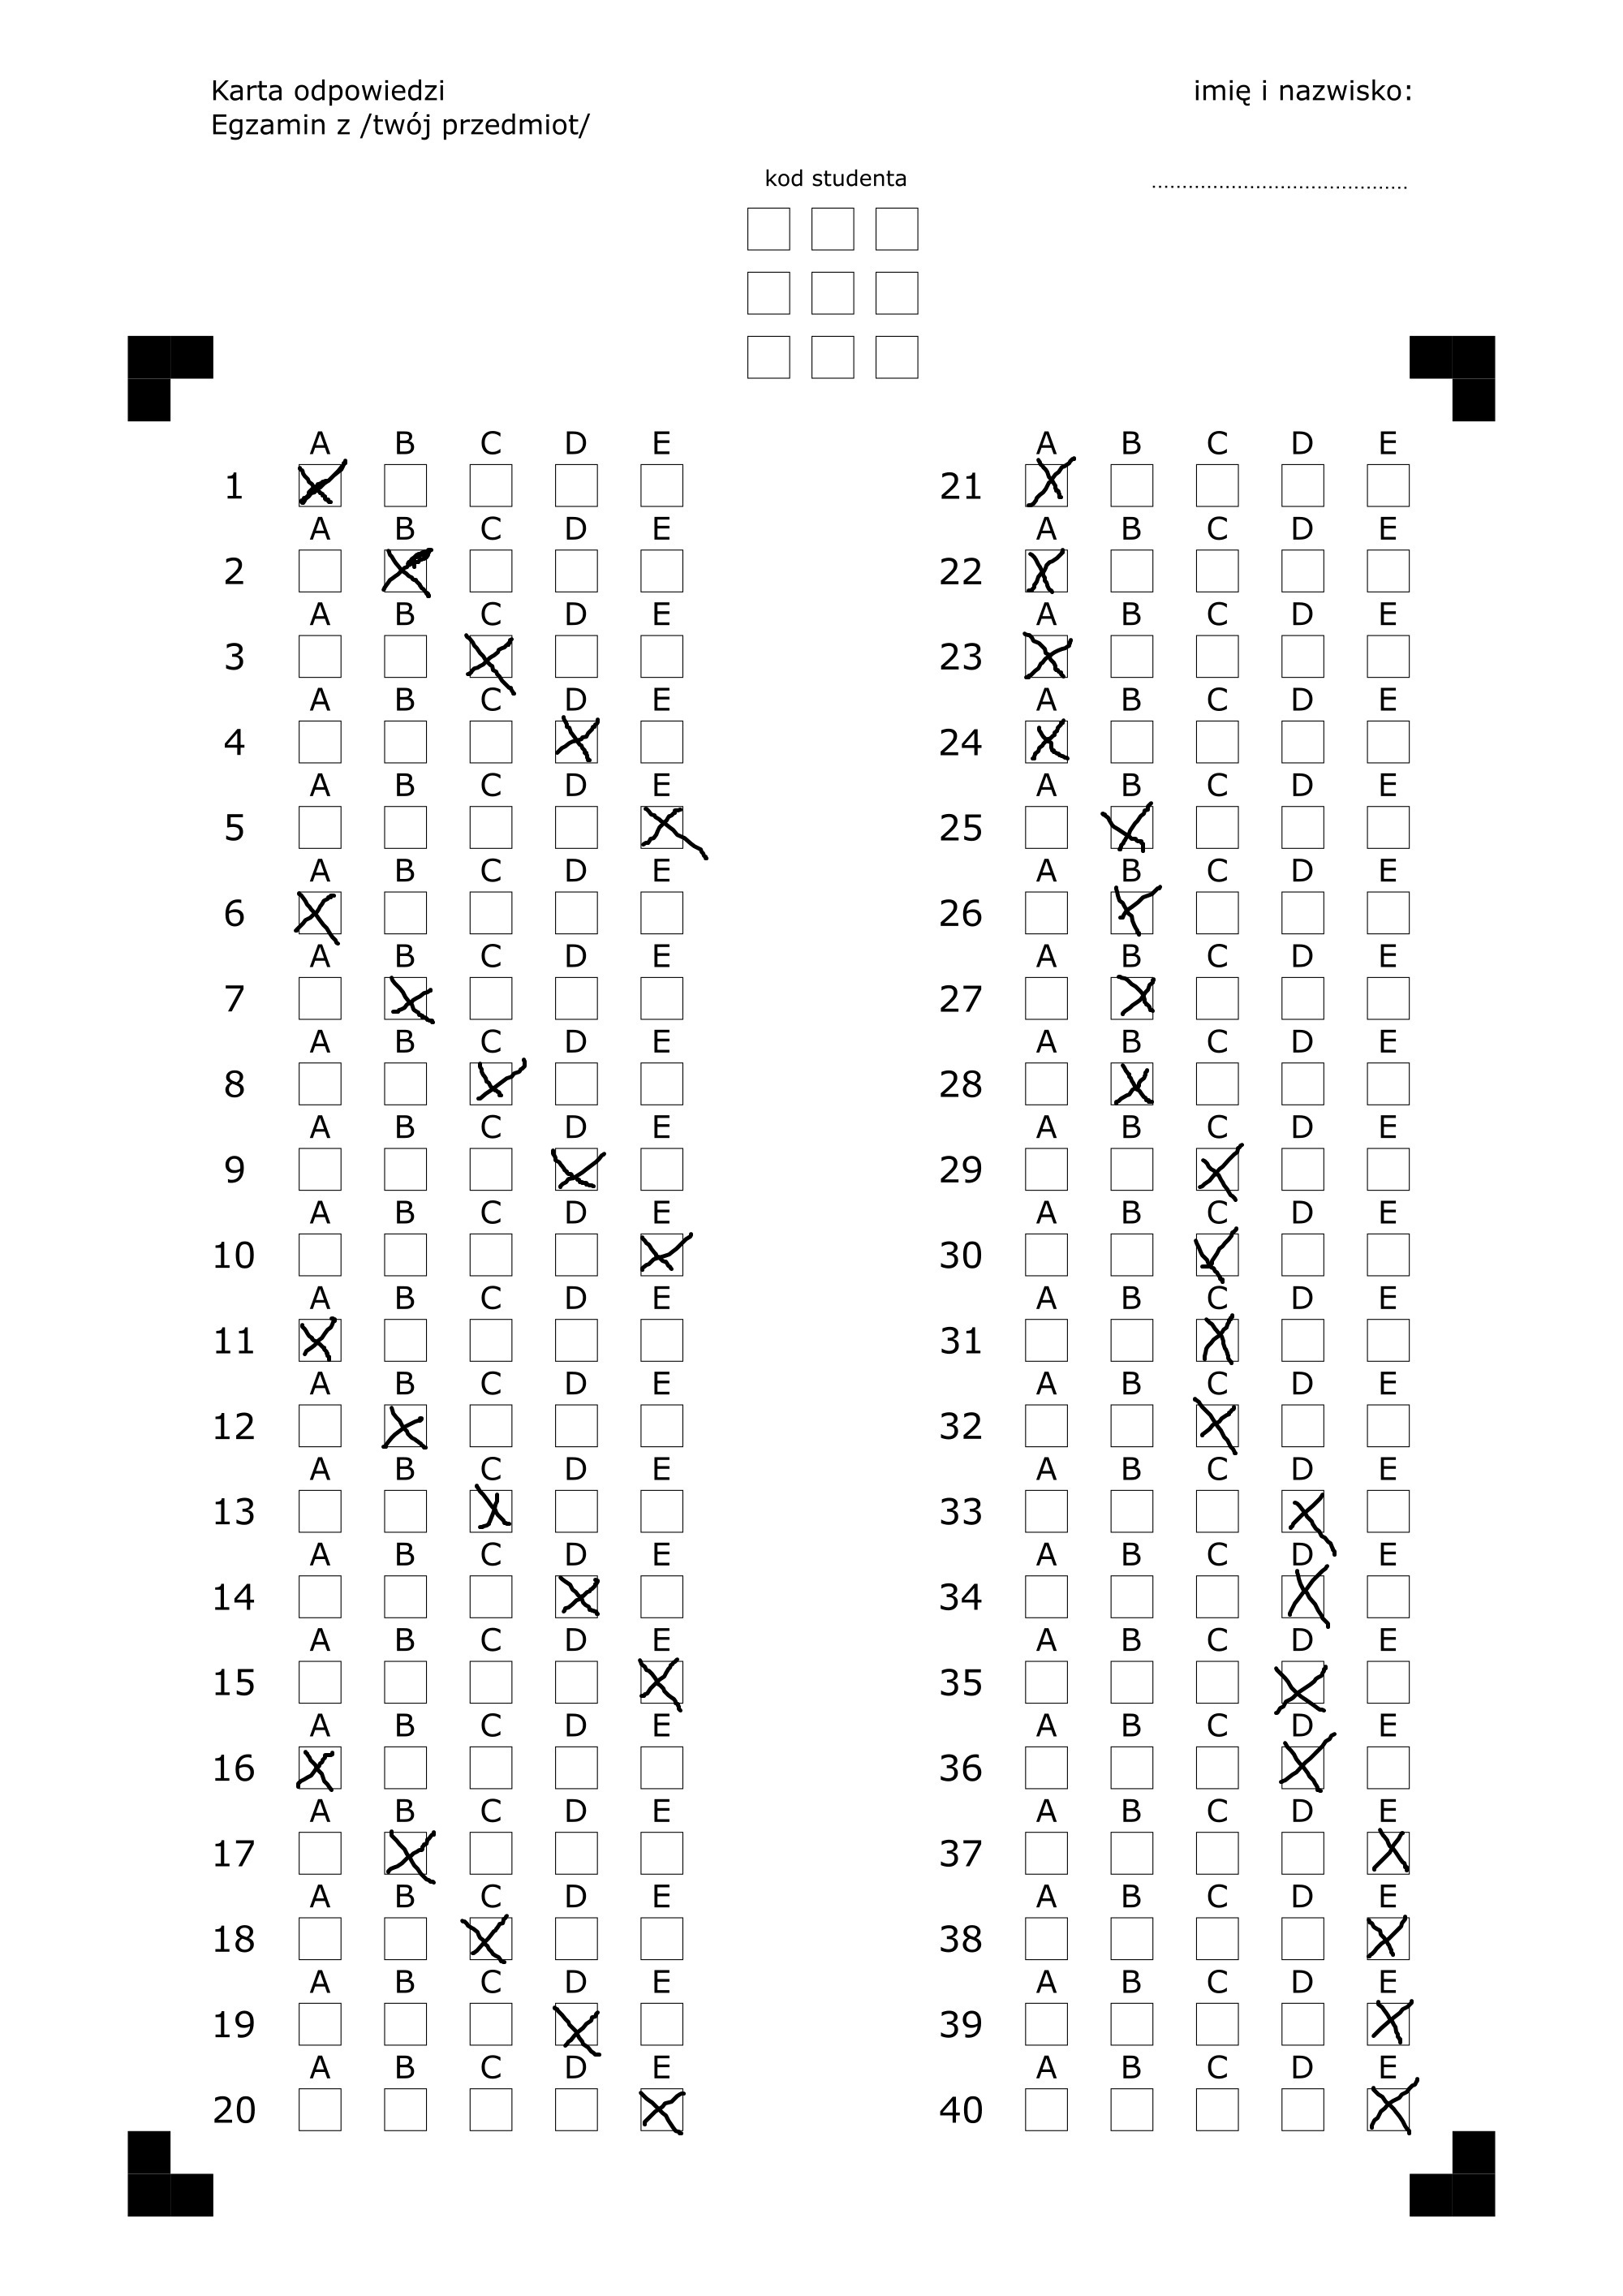 Karta odpowiedzi
Egzamin z /twój przedmiot/
imię i nazwisko:
kod studenta
........................................
A B C D E
1
A B C D E
2
A B C D E
3
A B C D E
4
A B C D E
5
A B C D E
6
A B C D E
7
A B C D E
8
A B C D E
9
A B C D E
10
A B C D E
11
A B C D E
12
A B C D E
13
A B C D E
14
A B C D E
15
A B C D E
16
A B C D E
17
A B C D E
18
A B C D E
19
A B C D E
20
A B C D E
21
A B C D E
22
A B C D E
23
A B C D E
24
A B C D E
25
A B C D E
26
A B C D E
27
A B C D E
28
A B C D E
29
A B C D E
30
A B C D E
31
A B C D E
32
A B C D E
33
A B C D E
34
A B C D E
35
A B C D E
36
A B C D E
37
A B C D E
38
A B C D E
39
A B C D E
40